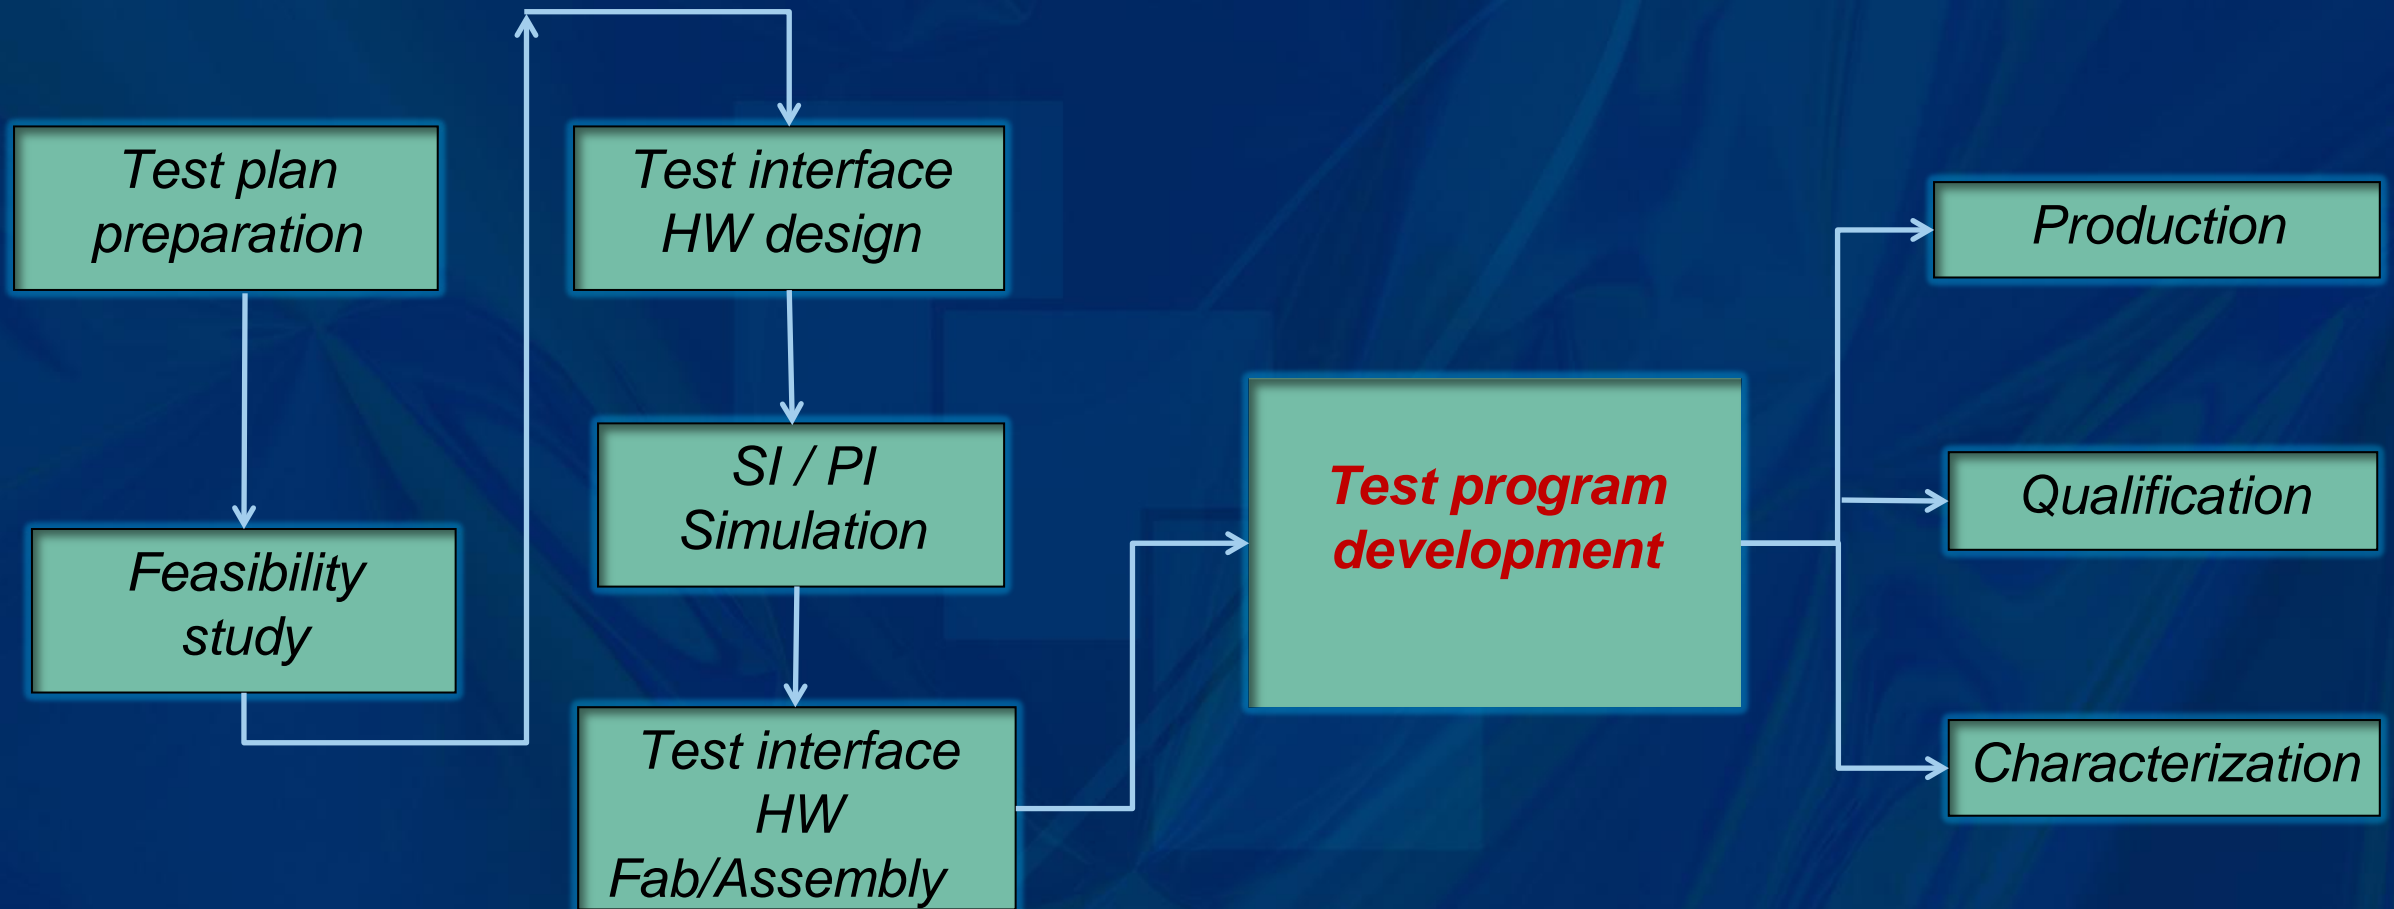 Test plan
preparation
Feasibility
study
Test interface
HW design
SI / PI
Simulation
Test interface
HW
Fab/Assembly
Test program
development
Production
Qualification
Characterization